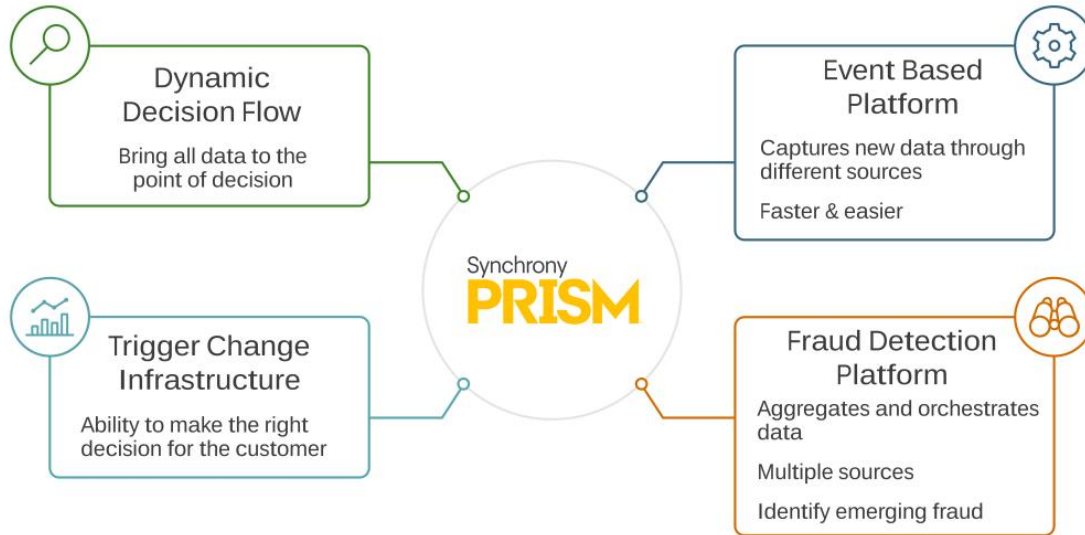 Dynamic
Decision Flow
Bring all data to the
point of decision
Event Based
Platform
Captures new data through
different sources
Faster & easier
Synchrony
PRISM
Trigger Change
Infrastructure
Ability to make the right
decision for the customer
Fraud Detection
Platform
Aggregates and orchestrates
data
Multiple sources
Identify emerging fraud